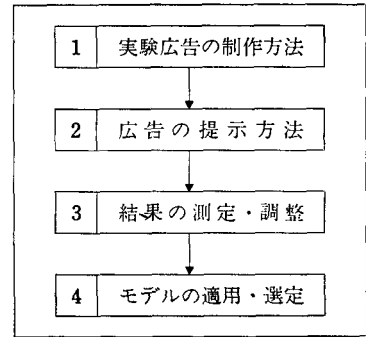 1 実験広告の制作方法
2 広告の提示方法
3 結果の測定・調整
4 モデルの適用・選定